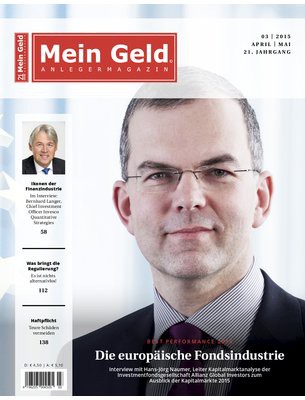 21 Mein Geld
Mein Geld
ANLEGERMAGAZIN
03 | 2015
APRIL | MAI
21. JAHRGANG
Ikonen der
Finanzindustrie
Im Interview:
Bernhard Langer,
Chief Investment
Officer Invesco
Quantitative
Strategies
58
Was bringt die
Regulierung?
Es ist nichts
alternativlos!
112
Haftpflicht
Teure Schäden
vermeiden
138
BEST PERFORMANCE
Die europäische Fondsindustrie
Interview mit Hans-Jörg Naumer, Leiter Kapitalmarktanalyse der
Investmentfondsgesellschaft Allianz Global Investors zum
Ausblick der Kapitalmärkte 2015